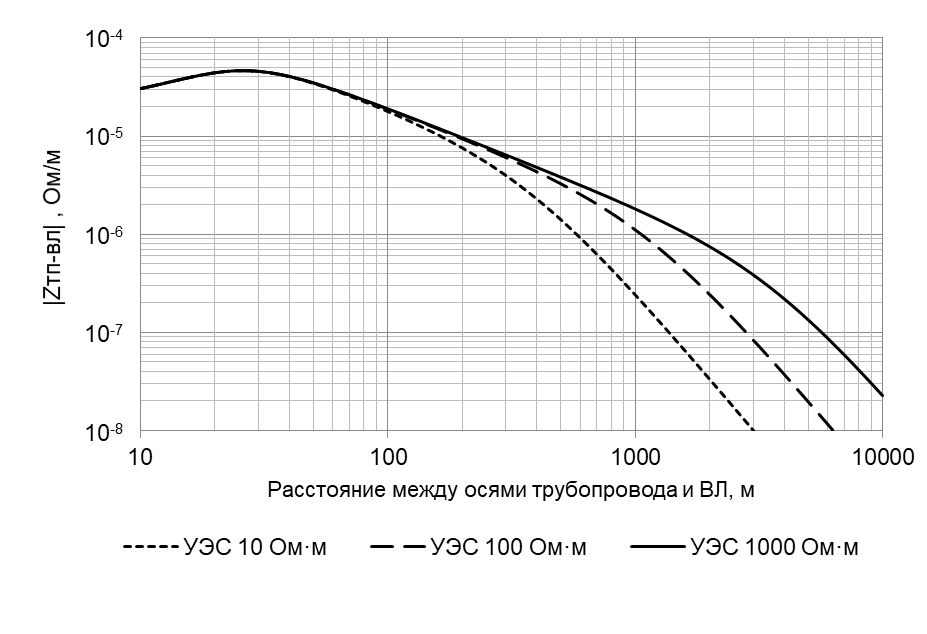 10-4
10-5
10-6
10-7
10-8
|Zтп-вл| , Ом/м
10 100 1000 10000
Расстояние между осями трубопровода и ВЛ, м
УЭС 10 Ом·м УЭС 100 Ом·м УЭС 1000 Ом·м